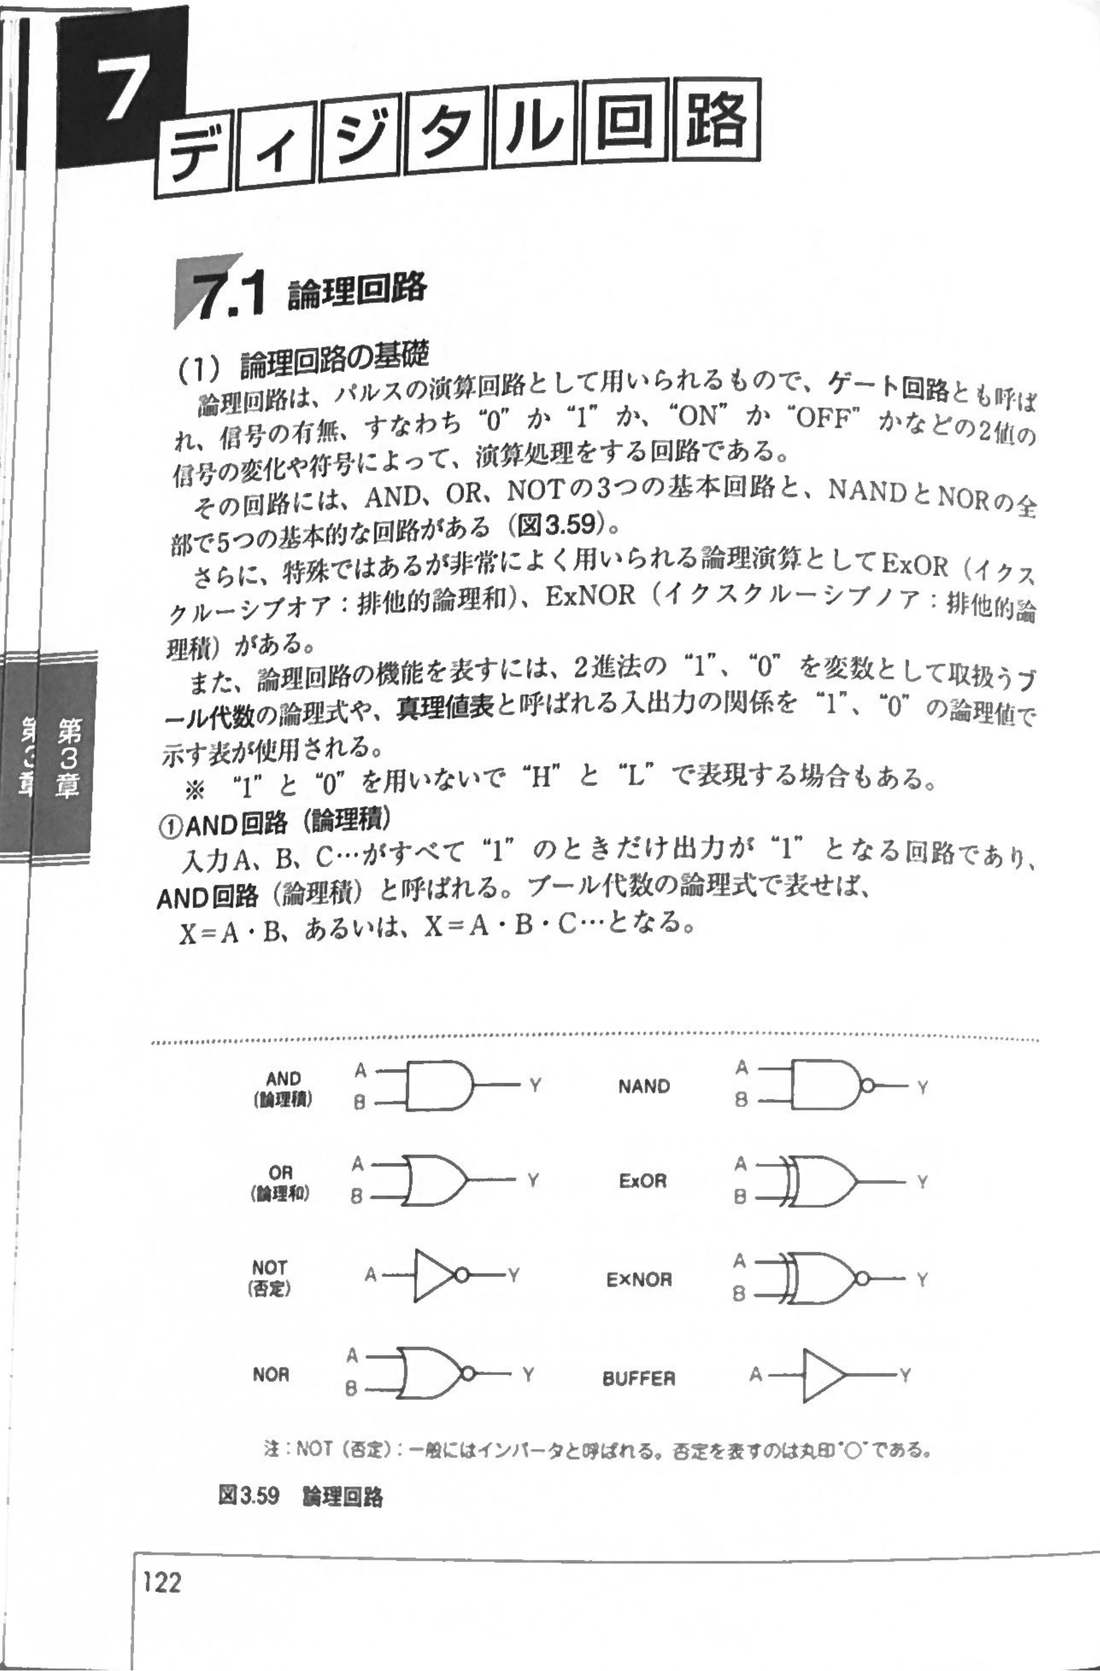 7
ディジタル回路
7.1 論理回路
(1) 論理回路の基礎
論理回路は、パルスの演算回路として用いられるもので、ゲート回路とも呼ば
れ、信号の有無、すなわち “0” か “1” か、“ON” か “OFF” かなどの2値の
信号の変化や符号によって、演算処理をする回路である。
その回路には、AND、OR、NOTの3つの基本回路と、NANDとNORの全
部で5つの基本的な回路がある（図3.59）。
さらに、特殊ではあるが非常によく用いられる論理演算としてExOR（イクス
クルーシブオア：排他的論理和）、ExNOR（イクスクルーシブノア：排他的論
理積）がある。
また、論理回路の機能を表すには、2進法の “1”、“0” を変数として取扱うブ
ール代数の論理式や、真理値表と呼ばれる入出力の関係を “1”、“0” の論理値で
示す表が使用される。
※ “1” と “0” を用いないで “H” と “L” で表現する場合もある。
①AND回路（論理積）
入力A、B、C…がすべて “1” のときだけ出力が “1” となる回路であり、
AND回路（論理積）と呼ばれる。ブール代数の論理式で表せば、
X=A・B、あるいは、X=A・B・C…となる。
第3章
第3章
AND
(論理積)
A
B
Y
NAND
A
B
Y
OR
(論理和)
A
B
Y
ExOR
A
B
Y
NOT
(否定)
A
Y
E×NOR
A
B
Y
NOR
A
B
Y
BUFFER
A
Y
注：NOT（否定）：一般にはインバータと呼ばれる。否定を表すのは丸印“○”である。
図3.59 論理回路
122